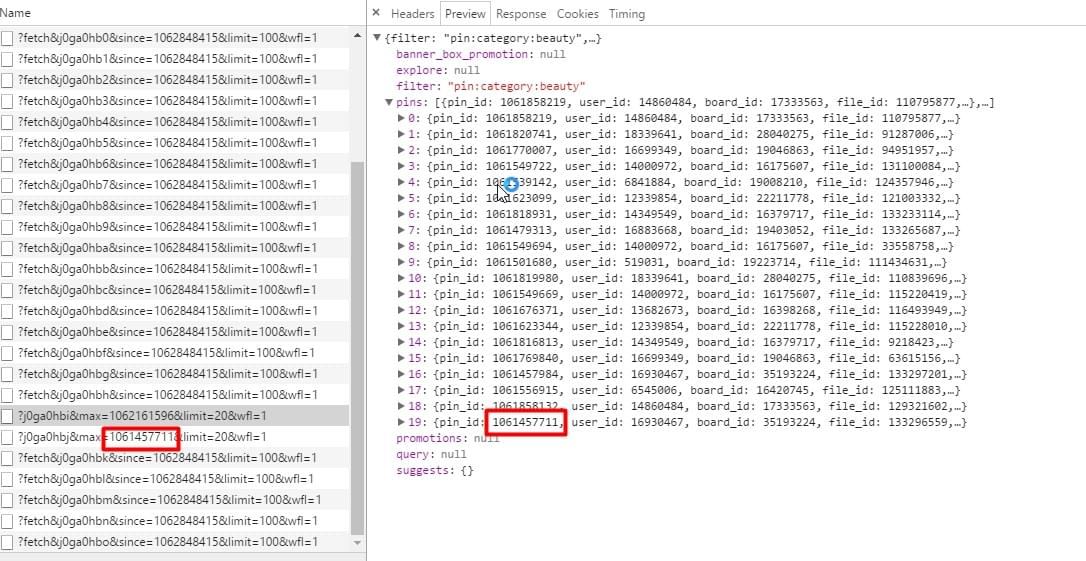 Name
?fetch&j0ga0hb0&since=1062848415&limit=100&wfl=1
?fetch&j0ga0hb1&since=1062848415&limit=100&wfl=1
?fetch&j0ga0hb2&since=1062848415&limit=100&wfl=1
?fetch&j0ga0hb3&since=1062848415&limit=100&wfl=1
?fetch&j0ga0hb4&since=1062848415&limit=100&wfl=1
?fetch&j0ga0hb5&since=1062848415&limit=100&wfl=1
?fetch&j0ga0hb6&since=1062848415&limit=100&wfl=1
?fetch&j0ga0hb7&since=1062848415&limit=100&wfl=1
?fetch&j0ga0hb8&since=1062848415&limit=100&wfl=1
?fetch&j0ga0hb9&since=1062848415&limit=100&wfl=1
?fetch&j0ga0hba&since=1062848415&limit=100&wfl=1
?fetch&j0ga0hbb&since=1062848415&limit=100&wfl=1
?fetch&j0ga0hbc&since=1062848415&limit=100&wfl=1
?fetch&j0ga0hbd&since=1062848415&limit=100&wfl=1
?fetch&j0ga0hbe&since=1062848415&limit=100&wfl=1
?fetch&j0ga0hbf&since=1062848415&limit=100&wfl=1
?fetch&j0ga0hbg&since=1062848415&limit=100&wfl=1
?fetch&j0ga0hbh&since=1062848415&limit=100&wfl=1
?j0ga0hbi&max=1062161596&limit=20&wfl=1
?j0ga0hbj&max=1061457711&limit=20&wfl=1
?fetch&j0ga0hbk&since=1062848415&limit=100&wfl=1
?fetch&j0ga0hbl&since=1062848415&limit=100&wfl=1
?fetch&j0ga0hbm&since=1062848415&limit=100&wfl=1
?fetch&j0ga0hbn&since=1062848415&limit=100&wfl=1
?fetch&j0ga0hbo&since=1062848415&limit=100&wfl=1
× Headers Preview Response Cookies Timing
▼{filter: "pin:category:beauty",…}
banner_box_promotion: null
explore: null
filter: "pin:category:beauty"
▼pins: [{pin_id: 1061858219, user_id: 14860484, board_id: 17333563, file_id: 110795877,…},…]
▶0: {pin_id: 1061858219, user_id: 14860484, board_id: 17333563, file_id: 110795877,…}
▶1: {pin_id: 1061820741, user_id: 18339641, board_id: 28040275, file_id: 91287006,…}
▶2: {pin_id: 1061770007, user_id: 16699349, board_id: 19046863, file_id: 94951957,…}
▶3: {pin_id: 1061549722, user_id: 14000972, board_id: 16175607, file_id: 131100084,…}
▶4: {pin_id: user_id: 6841884, board_id: 19008210, file_id: 124357946,…}
▶5: {pin_id: 1061623099, user_id: 12339854, board_id: 22211778, file_id: 121003332,…}
▶6: {pin_id: 1061818931, user_id: 14349549, board_id: 16379717, file_id: 133233114,…}
▶7: {pin_id: 1061479313, user_id: 16883668, board_id: 19403052, file_id: 133265687,…}
▶8: {pin_id: 1061549694, user_id: 14000972, board_id: 16175607, file_id: 33558758,…}
▶9: {pin_id: 1061501680, user_id: 519031, board_id: 19223714, file_id: 111434631,…}
▶10: {pin_id: 1061819980, user_id: 18339641, board_id: 28040275, file_id: 110839696,…}
▶11: {pin_id: 1061549669, user_id: 14000972, board_id: 16175607, file_id: 115220419,…}
▶12: {pin_id: 1061676371, user_id: 13682673, board_id: 16398268, file_id: 116493949,…}
▶13: {pin_id: 1061623344, user_id: 12339854, board_id: 22211778, file_id: 115228010,…}
▶14: {pin_id: 1061816813, user_id: 14349549, board_id: 16379717, file_id: 9218423,…}
▶15: {pin_id: 1061769840, user_id: 16699349, board_id: 19046863, file_id: 63615156,…}
▶16: {pin_id: 1061457984, user_id: 16930467, board_id: 35193224, file_id: 133297201,…}
▶17: {pin_id: 1061556915, user_id: 6545006, board_id: 16420745, file_id: 125111883,…}
▶18: {pin_id: 1061858132, user_id: 14860484, board_id: 17333563, file_id: 129321602,…}
▶19: {pin_id: 1061457711, user_id: 16930467, board_id: 35193224, file_id: 133296559,…}
promotions: null
query: null
suggests: {}